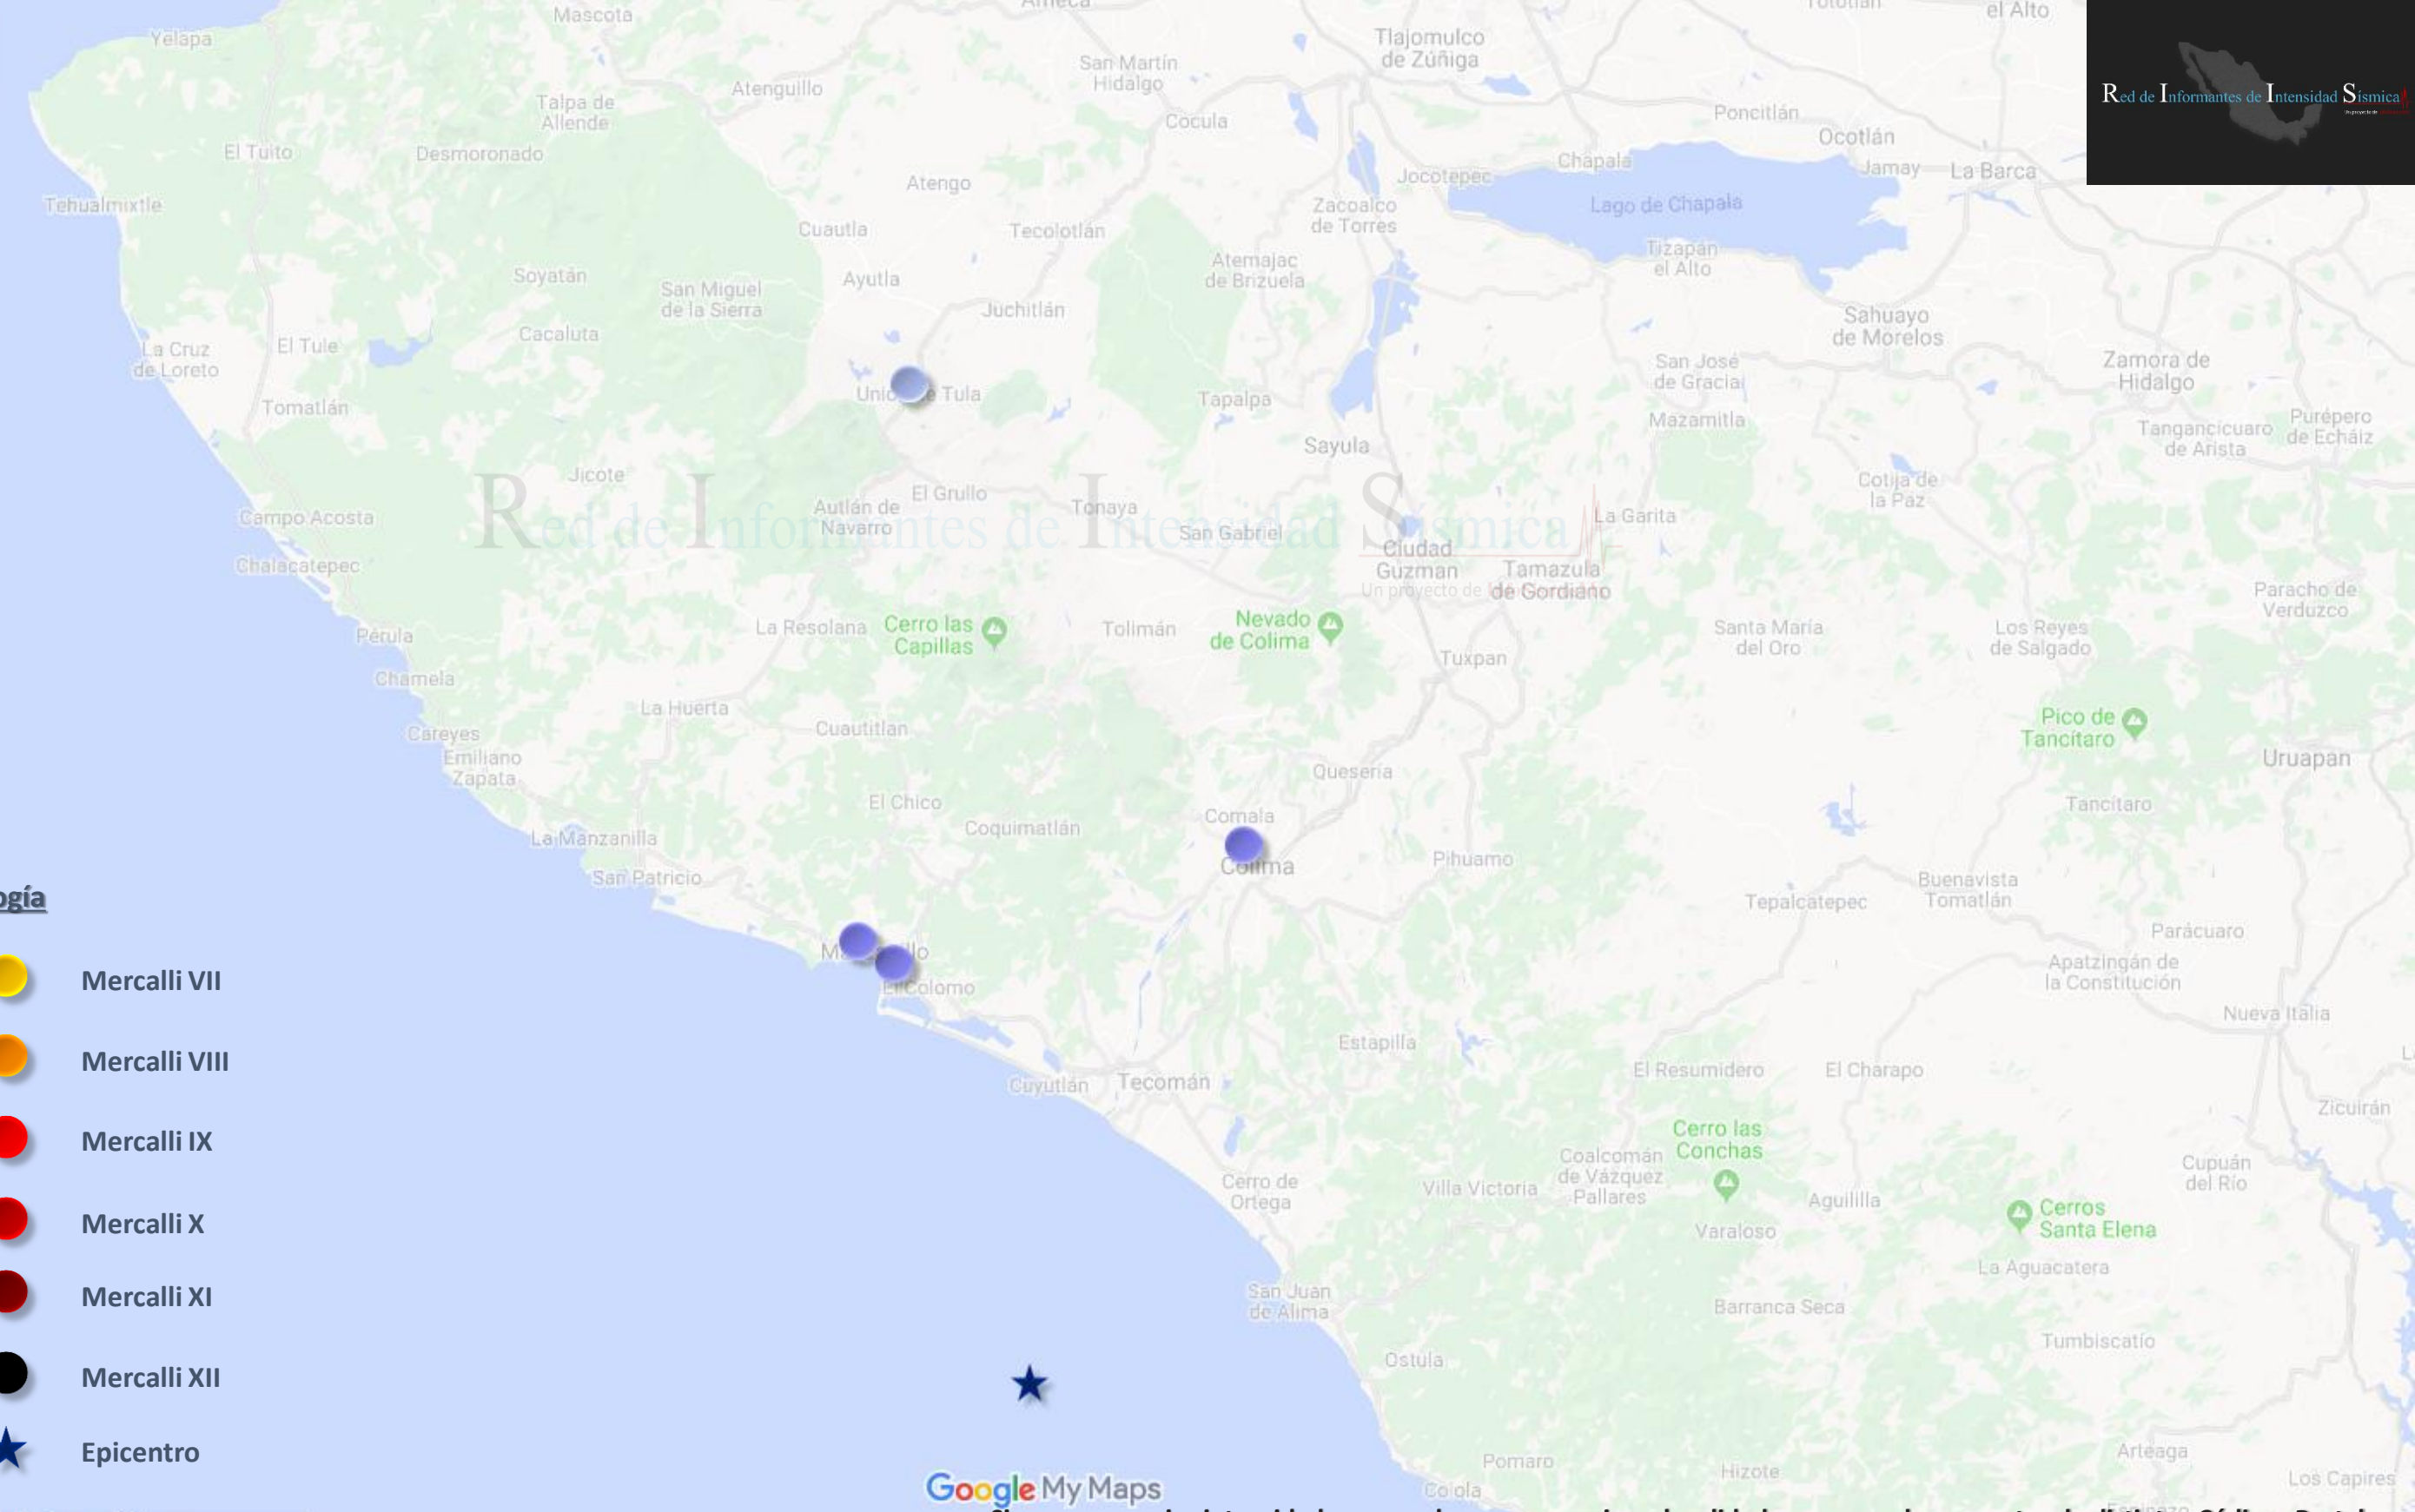 Mascota
Yelapa
Tlajomulco
de Zúñiga
el Alto
San Martín
Hidalgo
Atenguillo
Talpa de
Allende
Cocula
Poncitlán
Ocotlán
Red de Informantes de Intensidad Sísmica
El Tuito
Desmoronado
Atengo
Chapala
Jocotepec
Jamay
La Barca
Tehualmixtle
Zacoalco
de Torres
Lago de Chapala
Cuautla
Tecolotlán
Tizapán
el Alto
Atemajac
de Brizuela
Soyatán
San Miguel
de la Sierra
Ayutla
Juchitlán
Sahuayo
de Morelos
La Cruz
de Loreto
El Tule
Cacaluta
San José
de Gracia
Zamora de
Hidalgo
Tomatlán
Tula
Tapalpa
Mazamitla
Purépero
de Echáiz
Tangancicuaro
de Arista
Sayula
Jicote
Cotija de
la Paz
Campo Acosta
Autlán de
Navarro
El Grullo
Tonaya
San Gabriel
La Garita
Red de Informantes de Intensidad Sísmica
Un proyecto de
Ciudad
Guzman
Tamazula
de Gordiano
Chalacatepec
Paracho de
Verduzco
Pérula
La Resolana
Cerro las
Capillas
Tolimán
Nevado
de Colima
Tuxpan
Santa María
del Oro
Los Reyes
de Salgado
Chamela
La Huerta
Cuautitlan
Pico de
Tancítaro
Careyes
Emiliano
Zapata
Uruapan
Quesería
El Chico
Tancítaro
Comala
Coquimatlán
La Manzanilla
Colima
Pihuamo
San Patricio
Buenavista
Tomatlán
Tepalcatepec
Parácuaro
El Colomo
Apatzingán de
la Constitución
Nueva Italia
Estapilla
El Resumidero
El Charapo
Cuyutlán
Tecomán
Zicuirán
Cerro las
Conchas
Coalcomán
de Vázquez
Pallares
Cerro de
Ortega
Villa Victoria
Cupuán
del Río
Aguililla
Varaloso
Cerros
Santa Elena
La Aguacatera
San Juan
de Alima
Barranca Seca
Tumbiscatío
Ostula
Pomaro
Hizote
Arteaga
Los Capires
Colola
Mercalli VII
Mercalli VIII
Mercalli IX
Mercalli X
Mercalli XI
Mercalli XII
Epicentro
Google My Maps